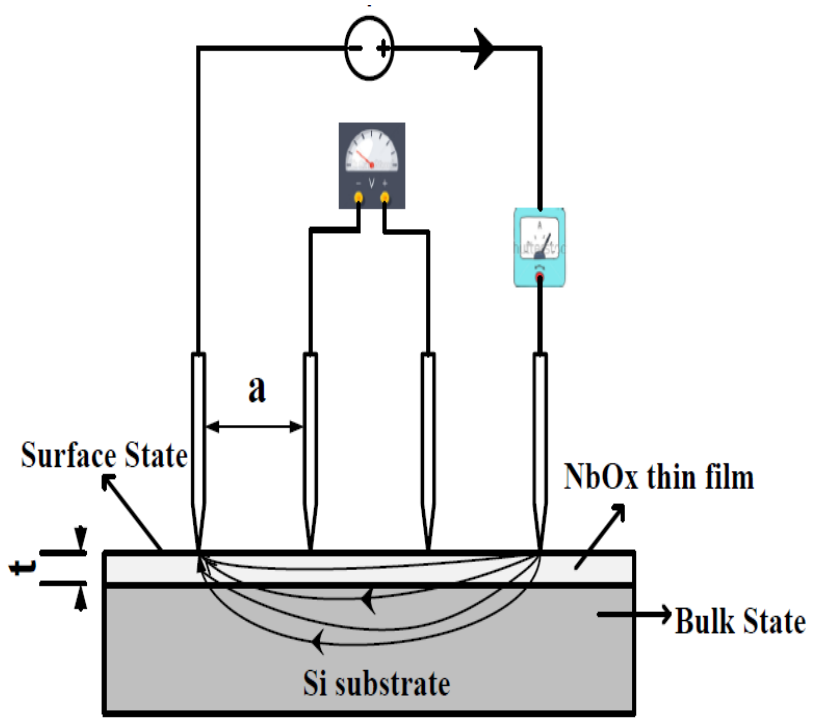 - +
- V +
A
a
Surface State
NbOx thin film
t
Bulk State
Si substrate